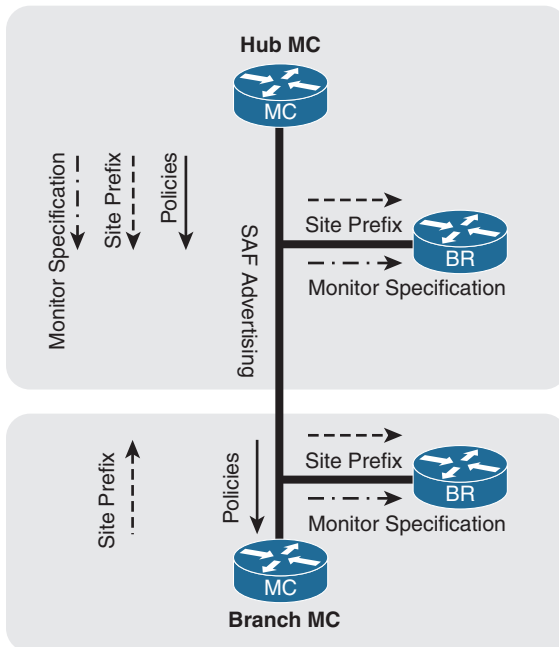 Hub MC
MC
Monitor Specification
Site Prefix
Policies
SAF Advertising
Site Prefix
BR
Monitor Specification
Site Prefix
Policies
Site Prefix
BR
Monitor Specification
MC
Branch MC